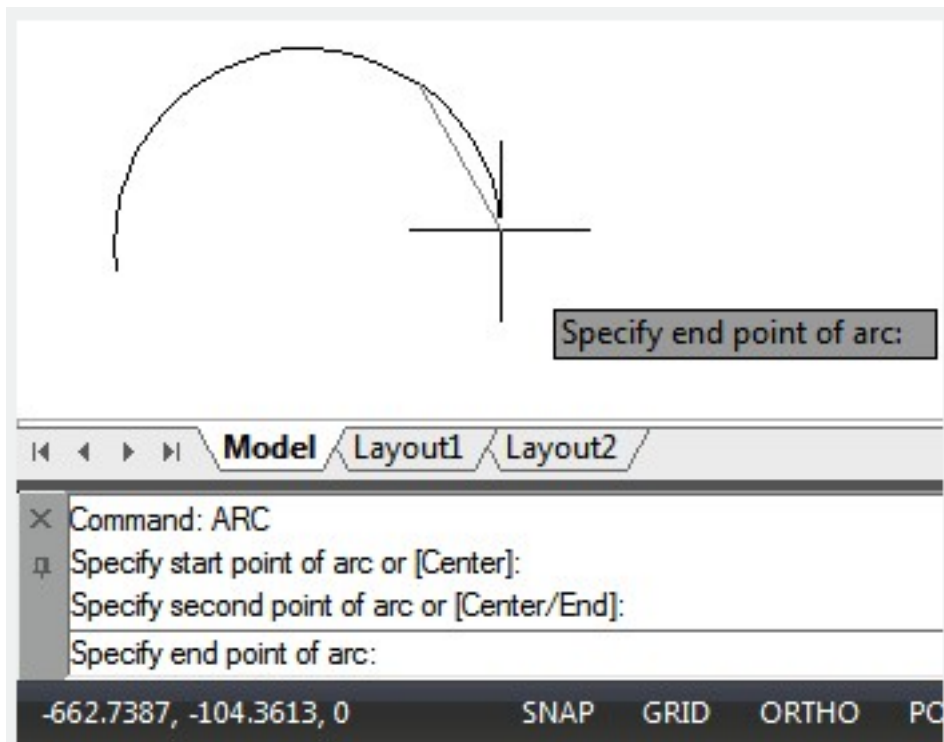 Specify end point of arc:
Model Layout1 Layout2
Command: ARC
Specify start point of arc or [Center]:
Specify second point of arc or [Center/End]:
Specify end point of arc:
-662.7387, -104.3613, 0 SNAP GRID ORTHO PO